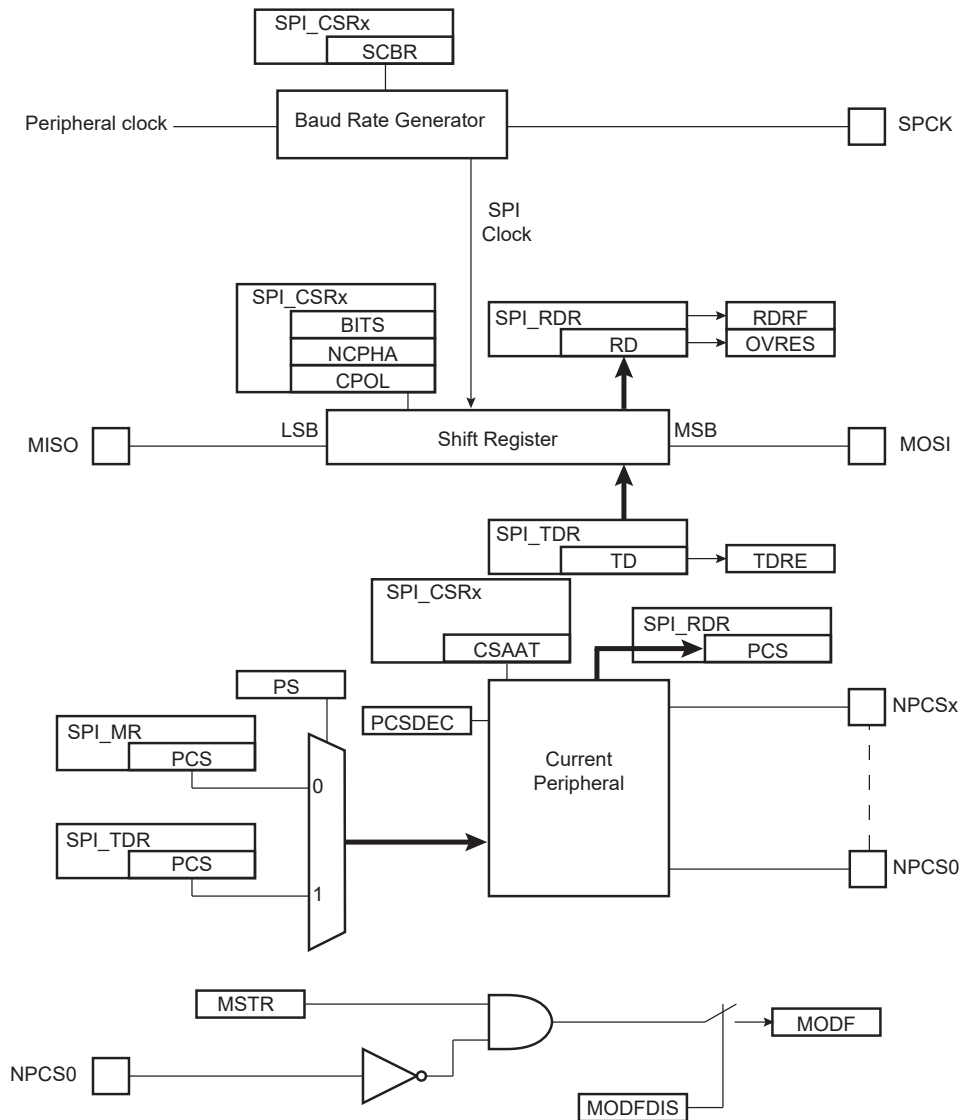 SPI_CSRx
SCBR
Peripheral clock
Baud Rate Generator
SPCK
SPI
Clock
SPI_CSRx
BITS
NCPHA
CPOL
SPI_RDR
RD
RDRF
OVRES
MISO
LSB
Shift Register
MSB
MOSI
SPI_TDR
TD
TDRE
SPI_CSRx
CSAAT
SPI_RDR
PCS
PS
PCSDEC
NPCSx
SPI_MR
PCS
0
Current
Peripheral
SPI_TDR
PCS
1
NPCS0
MSTR
MODF
NPCS0
MODFDIS